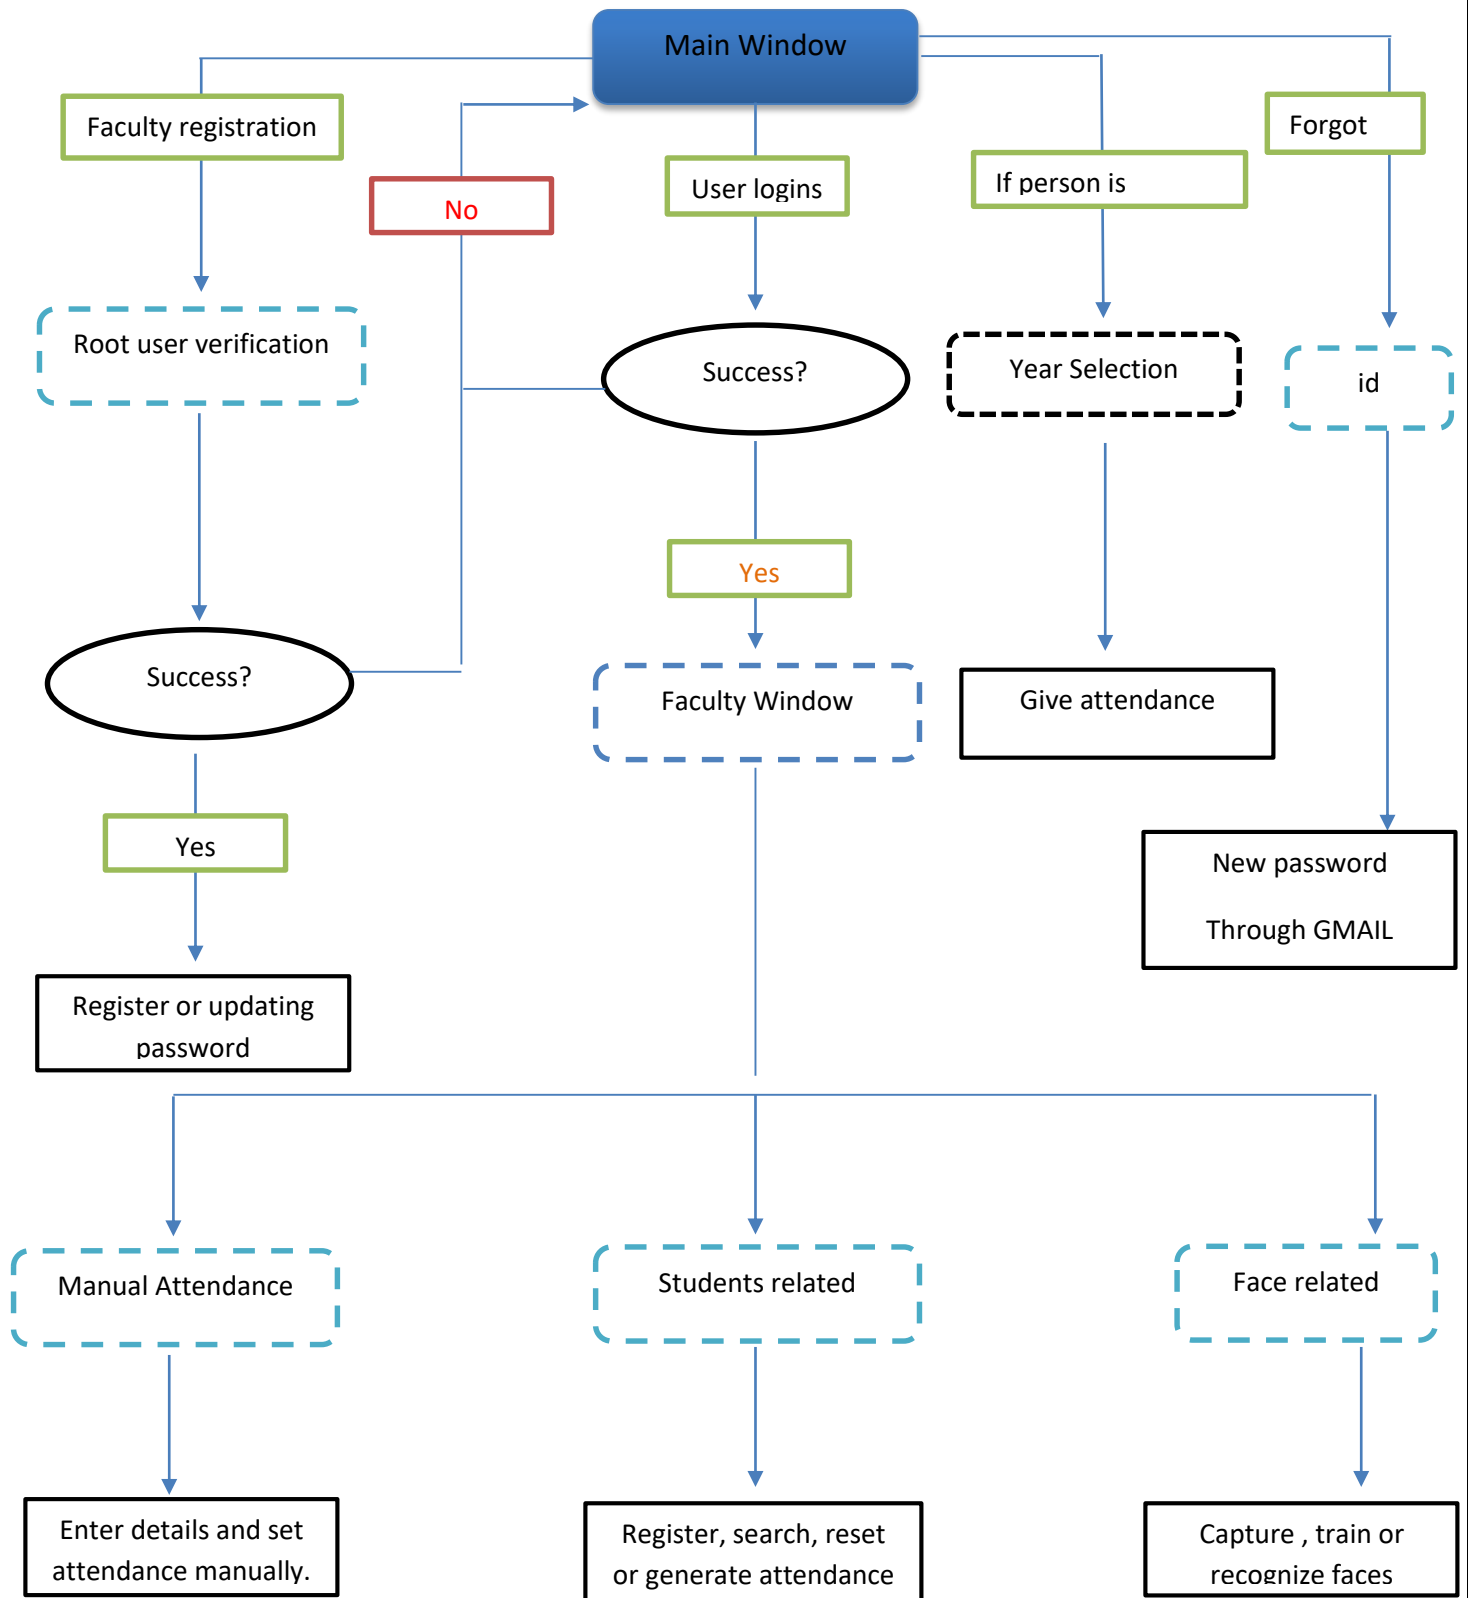 Main Window
Faculty registration
Forgot
User logins
If person is
No
Root user verification
Success?
Year Selection
id
Yes
Success?
Faculty Window
Give attendance
Yes
New password
Through GMAIL
Register or updating
password
Manual Attendance
Students related
Face related
Enter details and set
attendance manually.
Register, search, reset
or generate attendance
Capture , train or
recognize faces